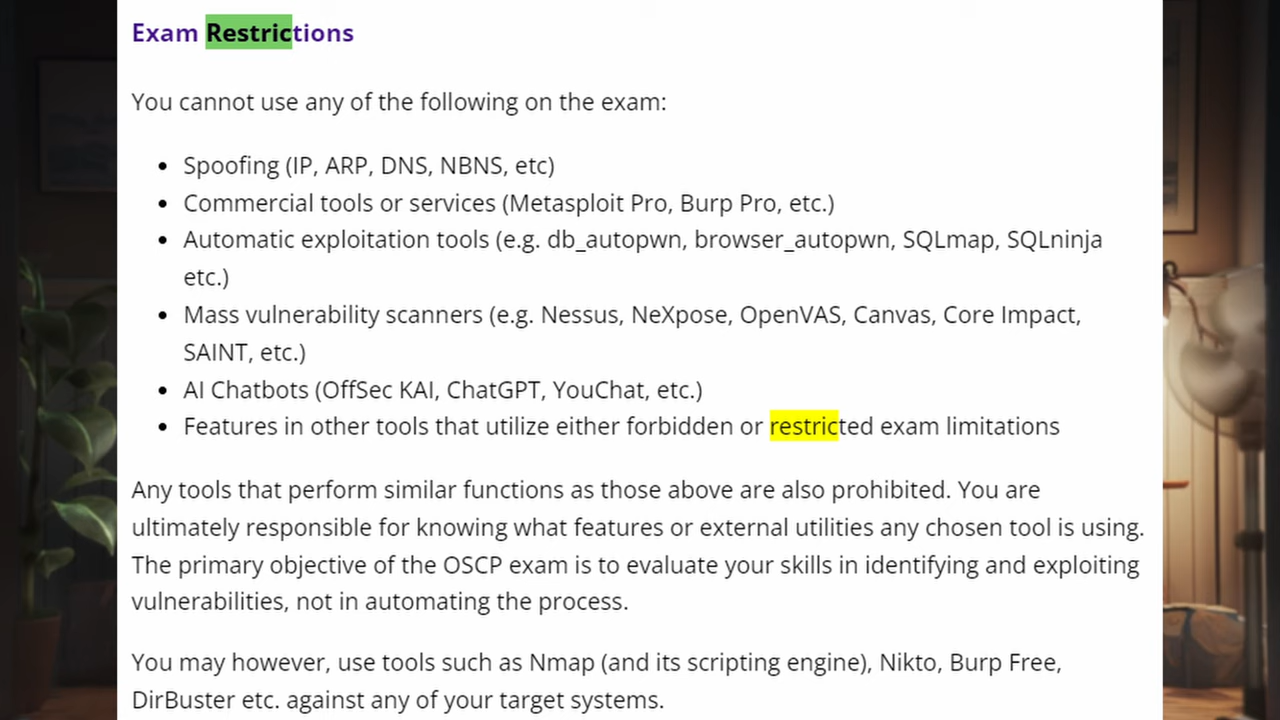 Exam Restrictions
You cannot use any of the following on the exam:
• Spoofing (IP, ARP, DNS, NBNS, etc)
• Commercial tools or services (Metasploit Pro, Burp Pro, etc.)
• Automatic exploitation tools (e.g. db_autopwn, browser_autopwn, SQLmap, SQLninja
etc.)
• Mass vulnerability scanners (e.g. Nessus, NeXpose, OpenVAS, Canvas, Core Impact,
SAINT, etc.)
• AI Chatbots (OffSec KAI, ChatGPT, YouChat, etc.)
• Features in other tools that utilize either forbidden or restricted exam limitations
Any tools that perform similar functions as those above are also prohibited. You are
ultimately responsible for knowing what features or external utilities any chosen tool is using.
The primary objective of the OSCP exam is to evaluate your skills in identifying and exploiting
vulnerabilities, not in automating the process.
You may however, use tools such as Nmap (and its scripting engine), Nikto, Burp Free,
DirBuster etc. against any of your target systems.